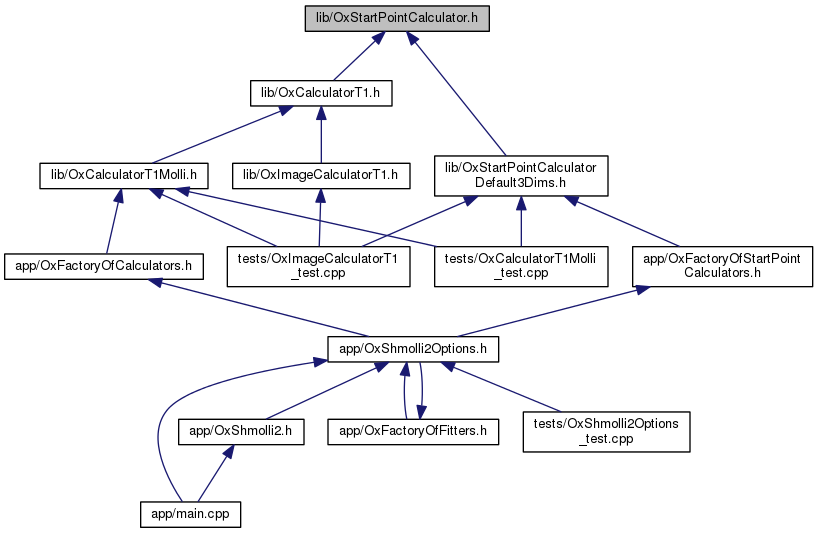 lib/OxStartPointCalculator.h
lib/OxCalculatorT1.h
lib/OxCalculatorT1Molli.h
lib/OxImageCalculatorT1.h
lib/OxStartPointCalculator
Default3Dims.h
app/OxFactoryOfCalculators.h
tests/OxImageCalculatorT1
_test.cpp
tests/OxCalculatorT1Molli
_test.cpp
app/OxFactoryOfStartPoint
Calculators.h
app/OxShmolli2Options.h
app/OxShmolli2.h
app/OxFactoryOfFitters.h
tests/OxShmolli2Options
_test.cpp
app/main.cpp